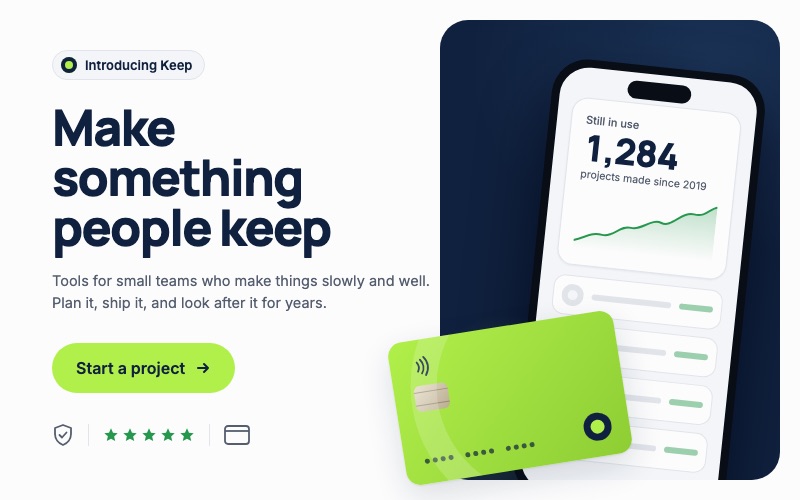 Introducing Keep
Make
something
people keep
Tools for small teams who make things slowly and well.
Plan it, ship it, and look after it for years.
Start a project
Still in use
1,284
projects made since 2019